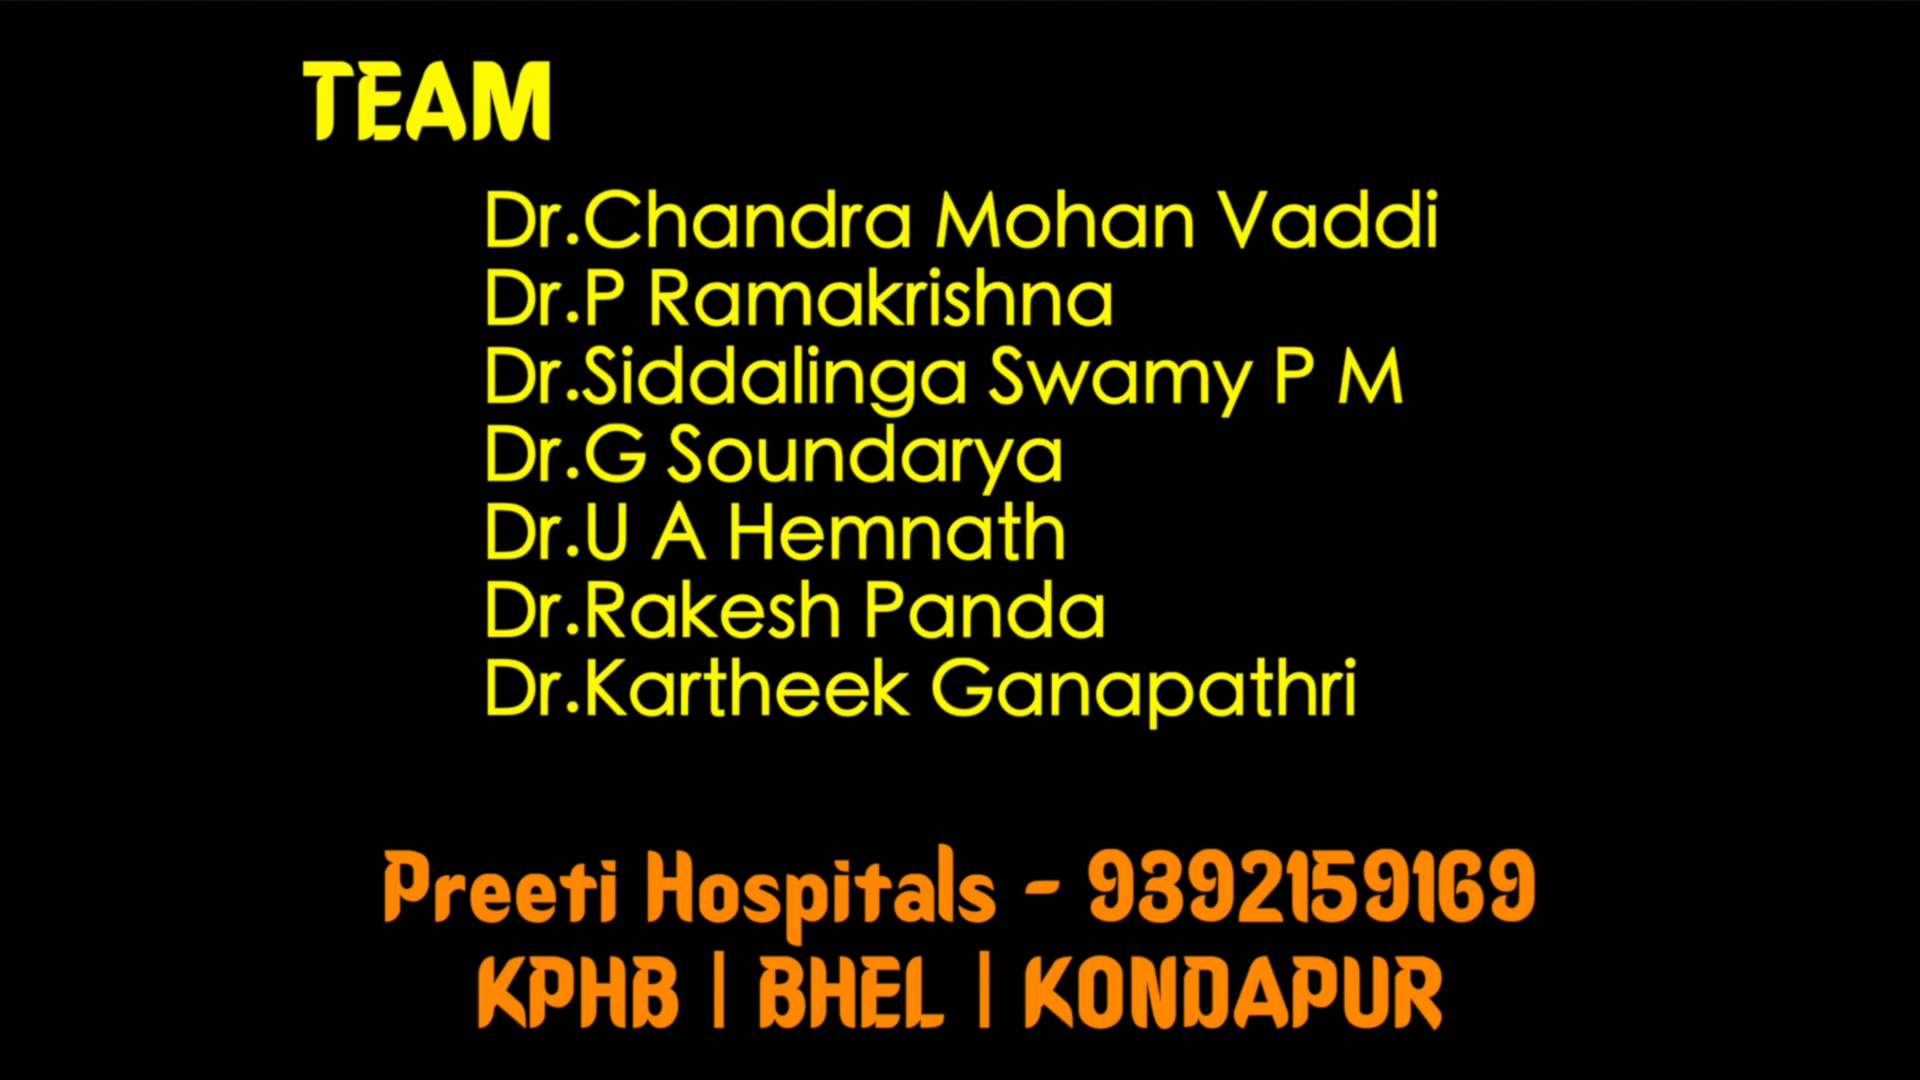 TEAM
Dr.Chandra Mohan Vaddi
Dr.P Ramakrishna
Dr.Siddalinga Swamy P M
Dr.G Soundarya
Dr.U A Hemnath
Dr.Rakesh Panda
Dr.Kartheek Ganapathri
Preeti Hospitals - 9392159169
KPHB | BHEL | KONDAPUR